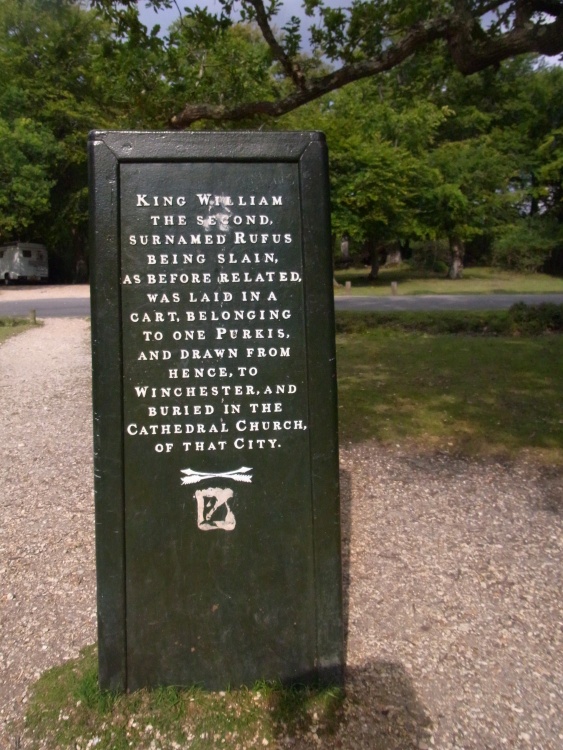 King William
the second,
surnamed Rufus
being slain,
as before related,
was laid in a
cart, belonging
to one Purkis,
and drawn from
hence, to
Winchester, and
buried in the
Cathedral Church,
of that City.